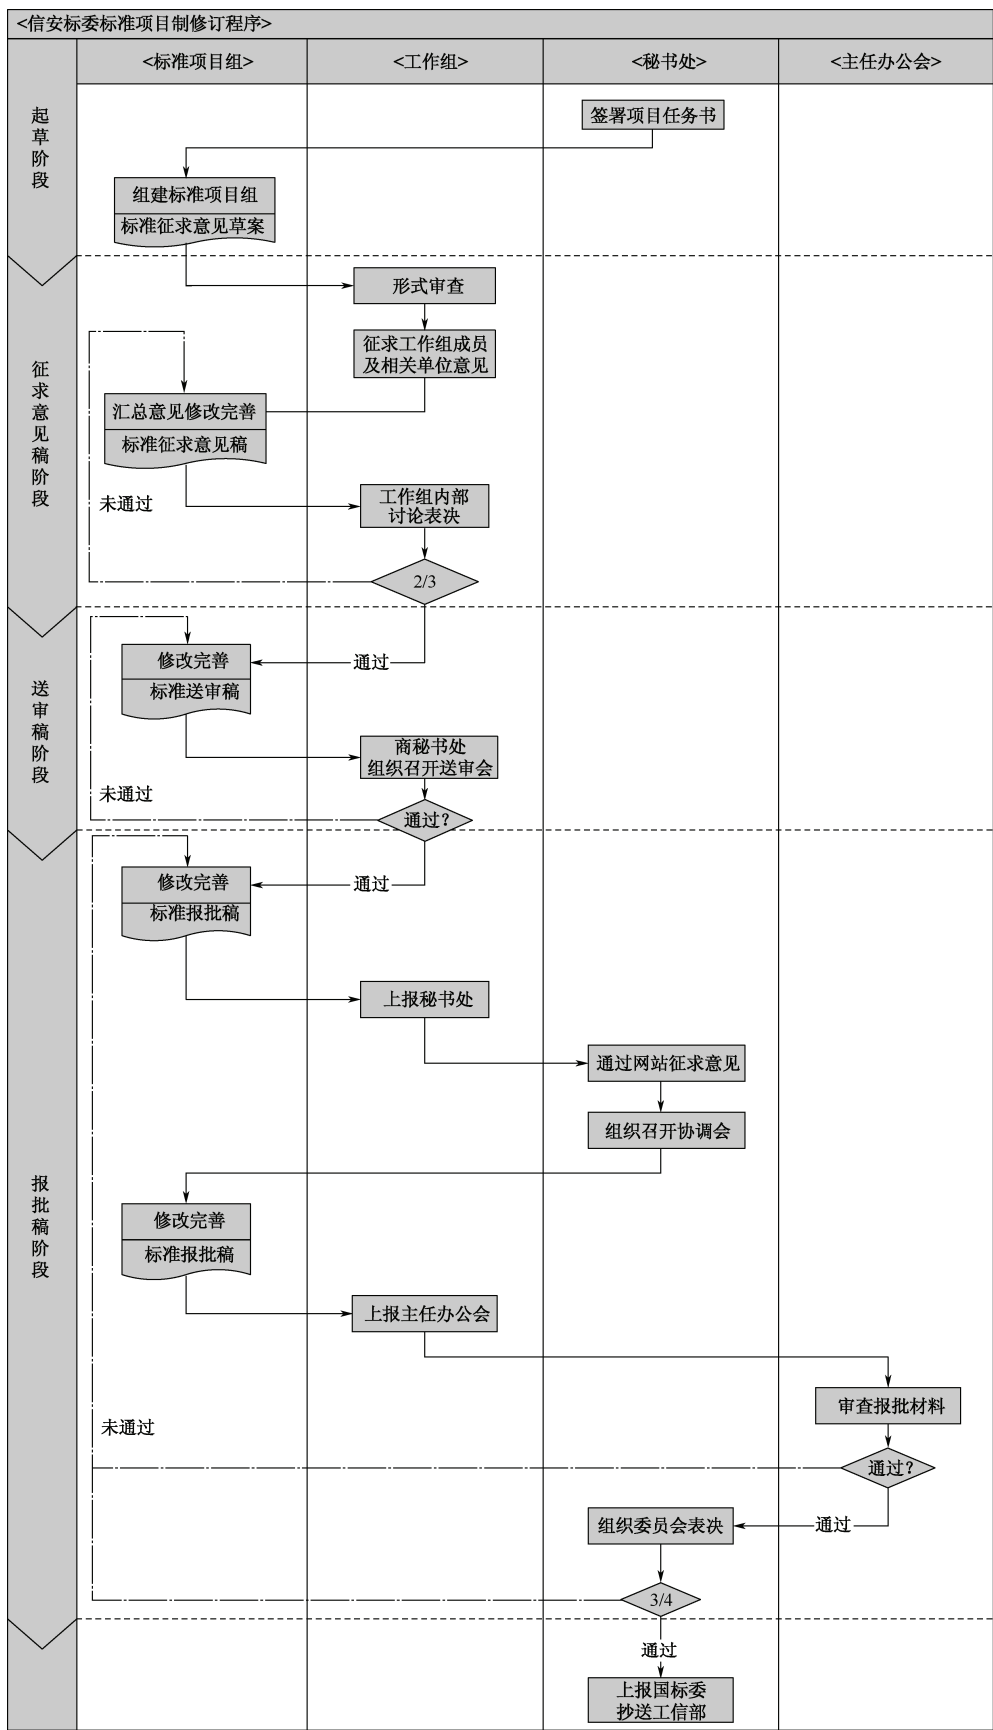 <信安标委标准项目制修订程序>
<标准项目组>
<工作组>
<秘书处>
<主任办公会>
起草阶段
签署项目任务书
组建标准项目组
标准征求意见草案
征求意见稿阶段
形式审查
征求工作组成员
及相关单位意见
汇总意见修改完善
标准征求意见稿
未通过
工作组内部
讨论表决
2/3
送审稿阶段
通过
修改完善
标准送审稿
商秘书处
组织召开送审会
未通过
通过?
报批稿阶段
通过
修改完善
标准报批稿
上报秘书处
通过网站征求意见
组织召开协调会
修改完善
标准报批稿
上报主任办公会
审查报批材料
未通过
通过?
组织委员会表决
通过
3/4
通过
上报国标委
抄送工信部